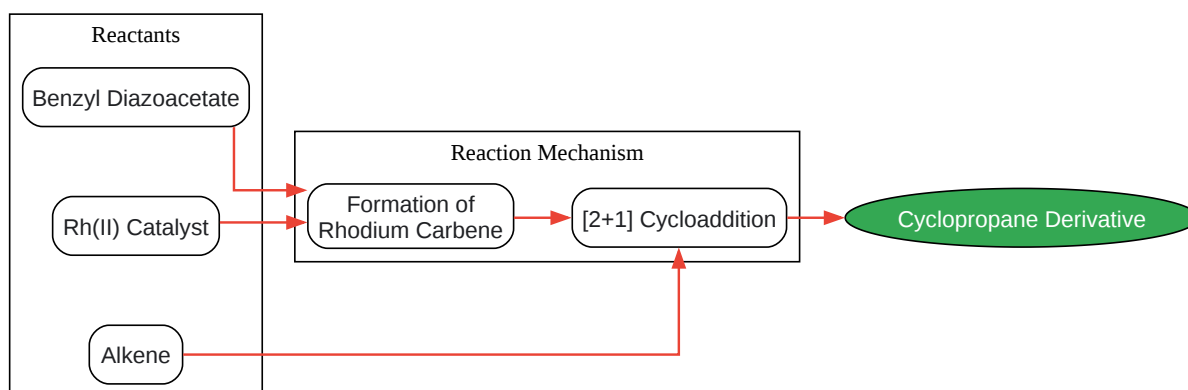 Reactants
Benzyl Diazoacetate
Rh(II) Catalyst
Alkene
Reaction Mechanism
Formation of
Rhodium Carbene
[2+1] Cycloaddition
Cyclopropane Derivative